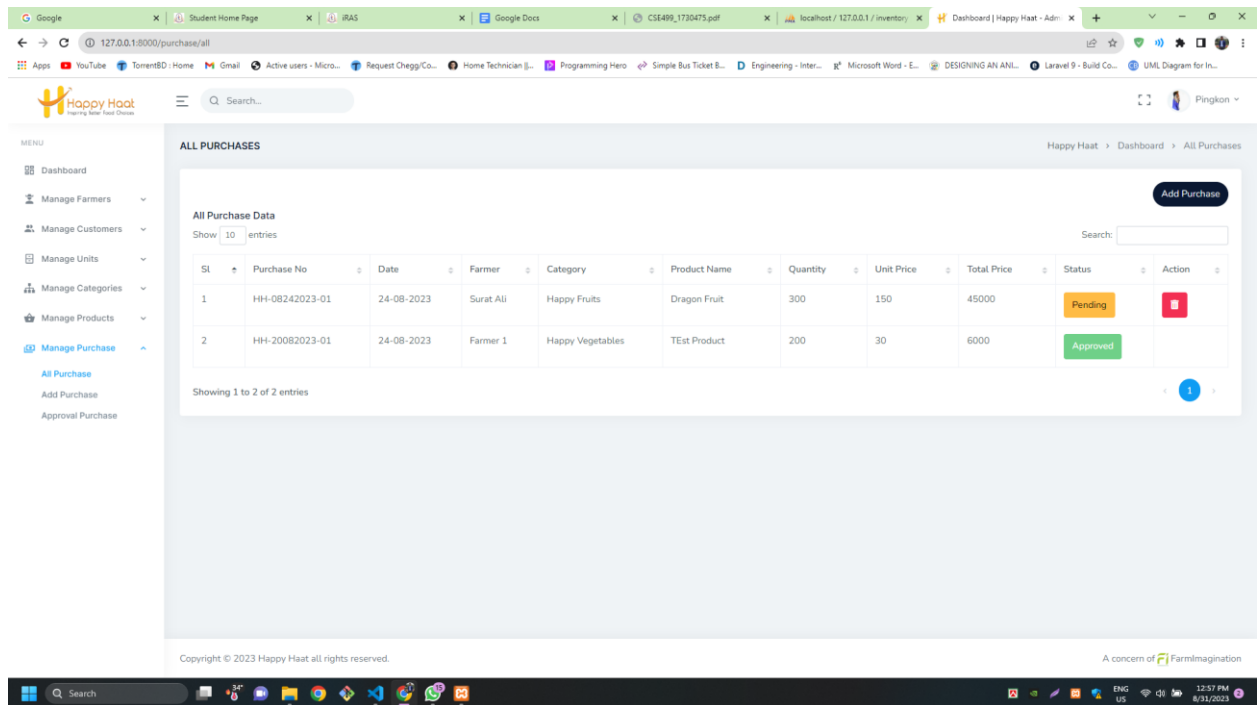 Google Student Home Page iRAS Google Docs CSE499_1730475.pdf localhost / 127.0.0.1 / inventory Dashboard | Happy Haat - Adm
127.0.0.1:8000/purchase/all
Apps YouTube TorrentBD : Home Gmail Active users - Micro... Request Chegg/Co... Home Technician ||... Programming Hero Simple Bus Ticket B... Engineering - Inter... Microsoft Word - E... DESIGNING AN ANI... Laravel 9 - Build Co... UML Diagram for In...
Happy Haat
Inspiring Better Food Choices
Search...
Pingkon
MENU
Dashboard
Manage Farmers
Manage Customers
Manage Units
Manage Categories
Manage Products
Manage Purchase
All Purchase
Add Purchase
Approval Purchase
ALL PURCHASES
Happy Haat > Dashboard > All Purchases
Add Purchase
All Purchase Data
Show 10 entries
Search:
Sl Purchase No Date Farmer Category Product Name Quantity Unit Price Total Price Status Action
1 HH-08242023-01 24-08-2023 Surat Ali Happy Fruits Dragon Fruit 300 150 45000 Pending
2 HH-20082023-01 24-08-2023 Farmer 1 Happy Vegetables TEst Product 200 30 6000 Approved
Showing 1 to 2 of 2 entries
1
Copyright © 2023 Happy Haat all rights reserved.
A concern of FarmImagination
Search
34°
15
ENG
US
12:57 PM
8/31/2023